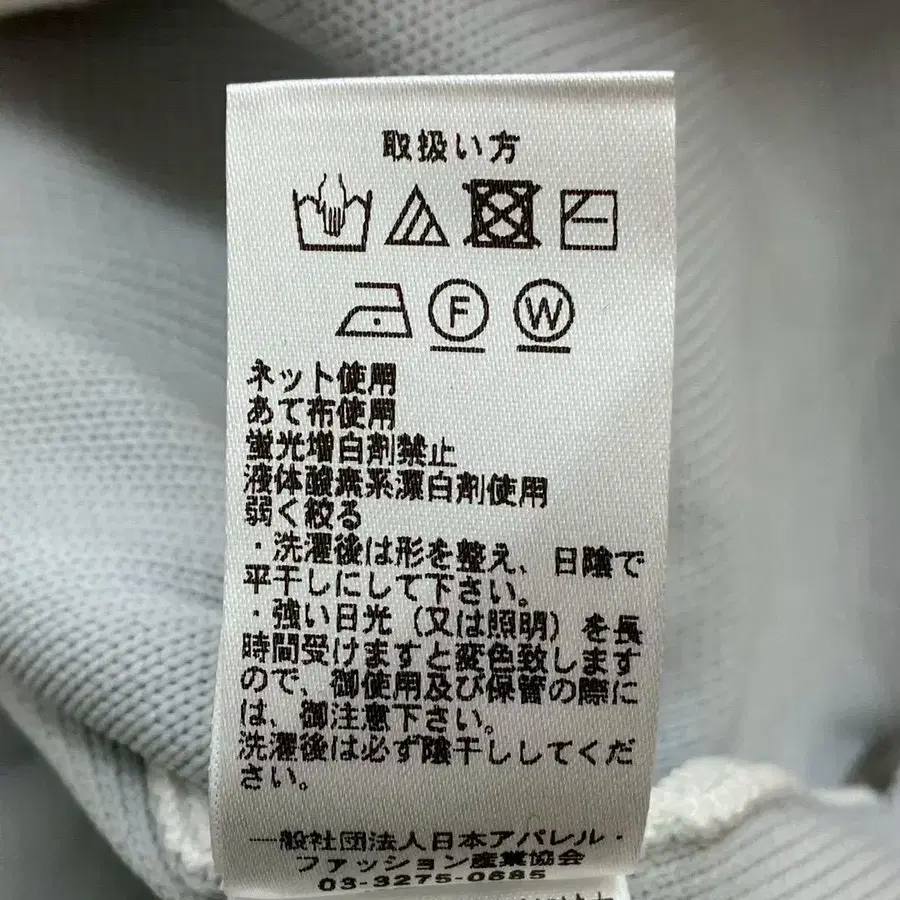 取扱い方
F W
ネット使用
あて布使用
蛍光増白剤禁止
液体酸素系漂白剤使用
弱く絞る
・洗濯後は形を整え、日陰で
平干しにして下さい。
・強い日光（又は照明）を長
時間受けますと変色致します
ので、御使用及び保管の際に
は、御注意下さい。
洗濯後は必ず陰干ししてくだ
さい。
一般社団法人日本アパレル・
ファッション産業協会
03-3275-0685